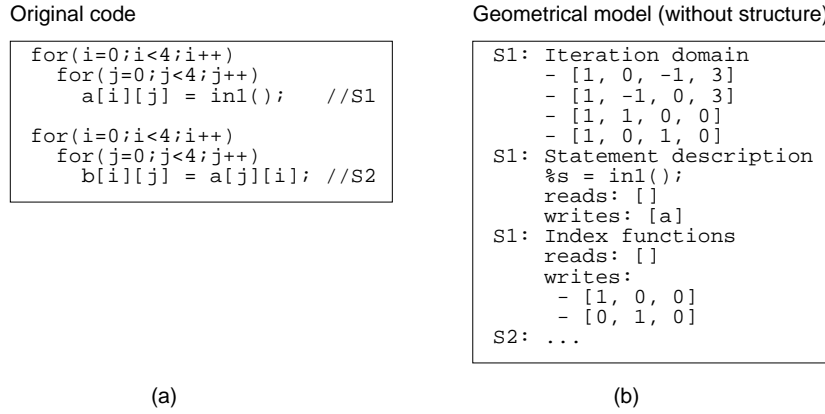 Original code
for(i=0;i<4;i++)
for(j=0;j<4;j++)
a[i][j] = in1(); //S1
for(i=0;i<4;i++)
for(j=0;j<4;j++)
b[i][j] = a[j][i]; //S2
(a)
Geometrical model (without structure)
S1: Iteration domain
- [1, 0, -1, 3]
- [1, -1, 0, 3]
- [1, 1, 0, 0]
- [1, 0, 1, 0]
S1: Statement description
%s = in1();
reads: []
writes: [a]
S1: Index functions
reads: []
writes:
- [1, 0, 0]
- [0, 1, 0]
S2: ...
(b)